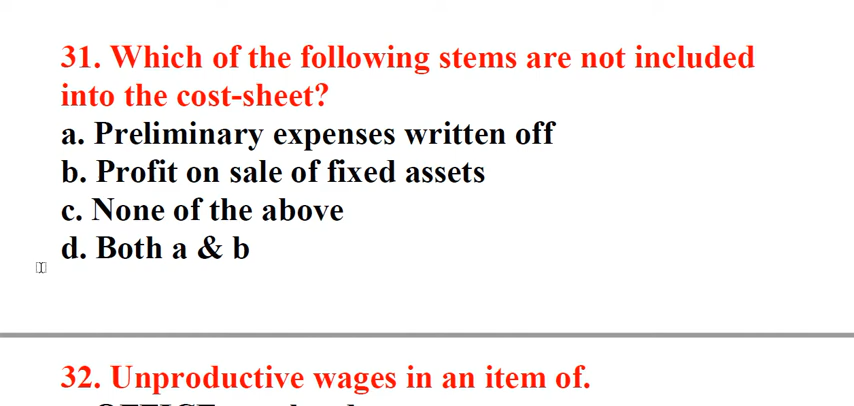 31. Which of the following stems are not included
into the cost-sheet?
a. Preliminary expenses written off
b. Profit on sale of fixed assets
c. None of the above
d. Both a & b
32. Unproductive wages in an item of.